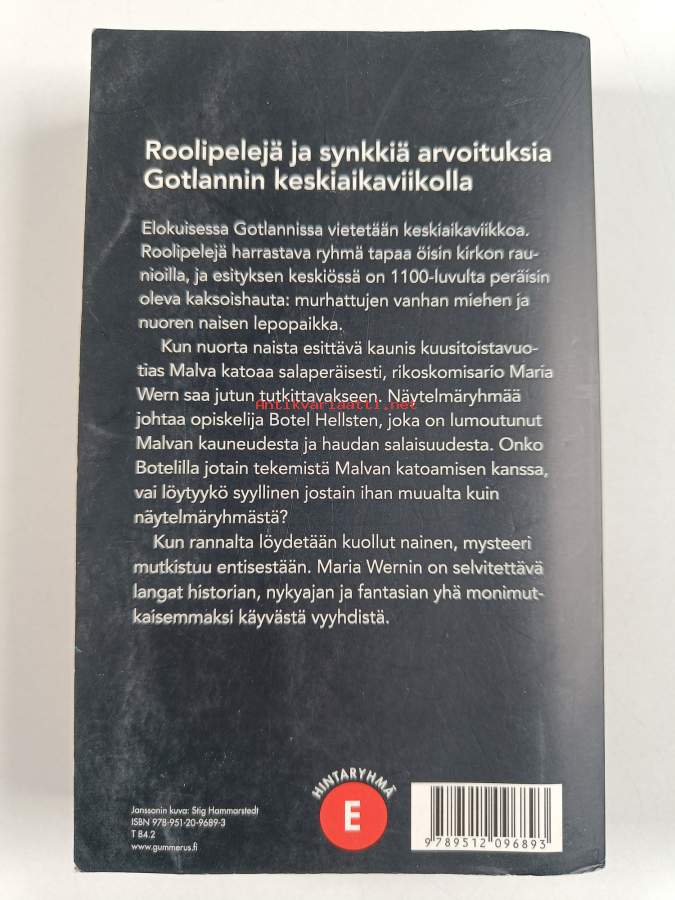 Roolipelejä ja synkkiä arvoituksia
Gotlannin keskiaikaviikolla
Elokuisessa Gotlannissa vietetään keskiaikaviikkoa.
Roolipelejä harrastava ryhmä tapaa öisin kirkon rau-
nioilla, ja esityksen keskiössä on 1100-luvulta peräisin
oleva kaksoishauta: murhattujen vanhan miehen ja
nuoren naisen lepopaikka.
Kun nuorta naista esittävä kaunis kuusitoistavuo-
tias Malva katoaa salaperäisesti, rikoskomisario Maria
Wern saa jutun tutkittavakseen. Näytelmäryhmää
Antikvariaatti.net
johtaa opiskelija Botel Hellsten, joka on lumoutunut
Malvan kauneudesta ja haudan salaisuudesta. Onko
Botelilla jotain tekemistä Malvan katoamisen kanssa,
vai löytyykö syyllinen jostain ihan muualta kuin
näytelmäryhmästä?
Kun rannalta löydetään kuollut nainen, mysteeri
mutkistuu entisestään. Maria Wernin on selvitettävä
langat historian, nykyajan ja fantasian yhä monimut-
kaisemmaksi käyvästä vyyhdistä.
HINTARYHMÄ
E
Janssonin kuva: Stig Hammarstedt
ISBN 978-951-20-9689-3
T 84.2
www.gummerus.fi
9 789512 096893